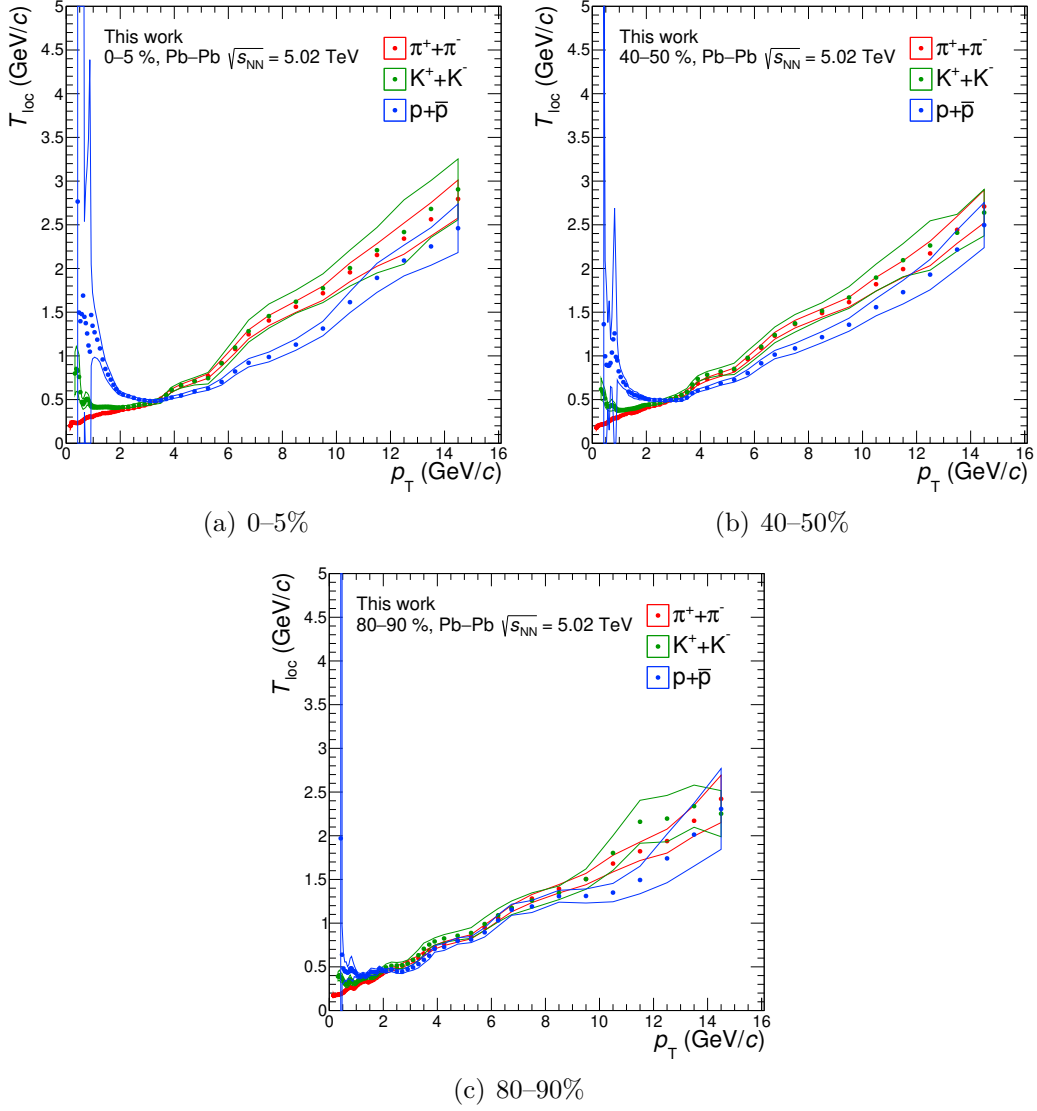 This work
0–5 %, Pb–Pb √sNN = 5.02 TeV
π⁺+π⁻
K⁺+K⁻
p+p̅
Tloc (GeV/c)
5
4.5
4
3.5
3
2.5
2
1.5
1
0.5
0
0 2 4 6 8 10 12 14 16
pT (GeV/c)
(a) 0–5%
This work
40–50 %, Pb–Pb √sNN = 5.02 TeV
π⁺+π⁻
K⁺+K⁻
p+p̅
Tloc (GeV/c)
5
4.5
4
3.5
3
2.5
2
1.5
1
0.5
0
0 2 4 6 8 10 12 14 16
pT (GeV/c)
(b) 40–50%
This work
80–90 %, Pb–Pb √sNN = 5.02 TeV
π⁺+π⁻
K⁺+K⁻
p+p̅
Tloc (GeV/c)
5
4.5
4
3.5
3
2.5
2
1.5
1
0.5
0
0 2 4 6 8 10 12 14 16
pT (GeV/c)
(c) 80–90%